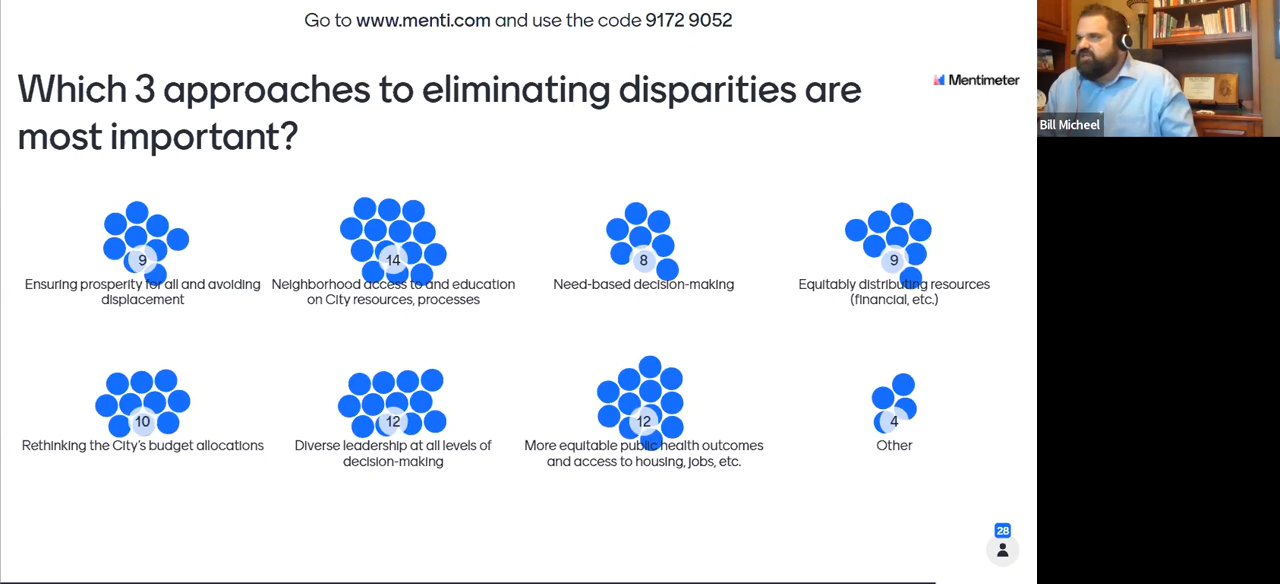 Go to www.menti.com and use the code 9172 9052
Which 3 approaches to eliminating disparities are
most important?
Mentimeter
Bill Micheel
9
Ensuring prosperity for all and avoiding
displacement
14
Neighborhood access to and education
on City resources, processes
8
Need-based decision-making
9
Equitably distributing resources
(financial, etc.)
10
Rethinking the City's budget allocations
12
Diverse leadership at all levels of
decision-making
12
More equitable public health outcomes
and access to housing, jobs, etc.
4
Other
28